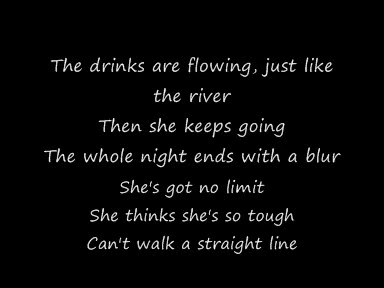 The drinks are flowing, just like
the river
Then she keeps going
The whole night ends with a blur
She's got no limit
She thinks she's so tough
Can't walk a straight line